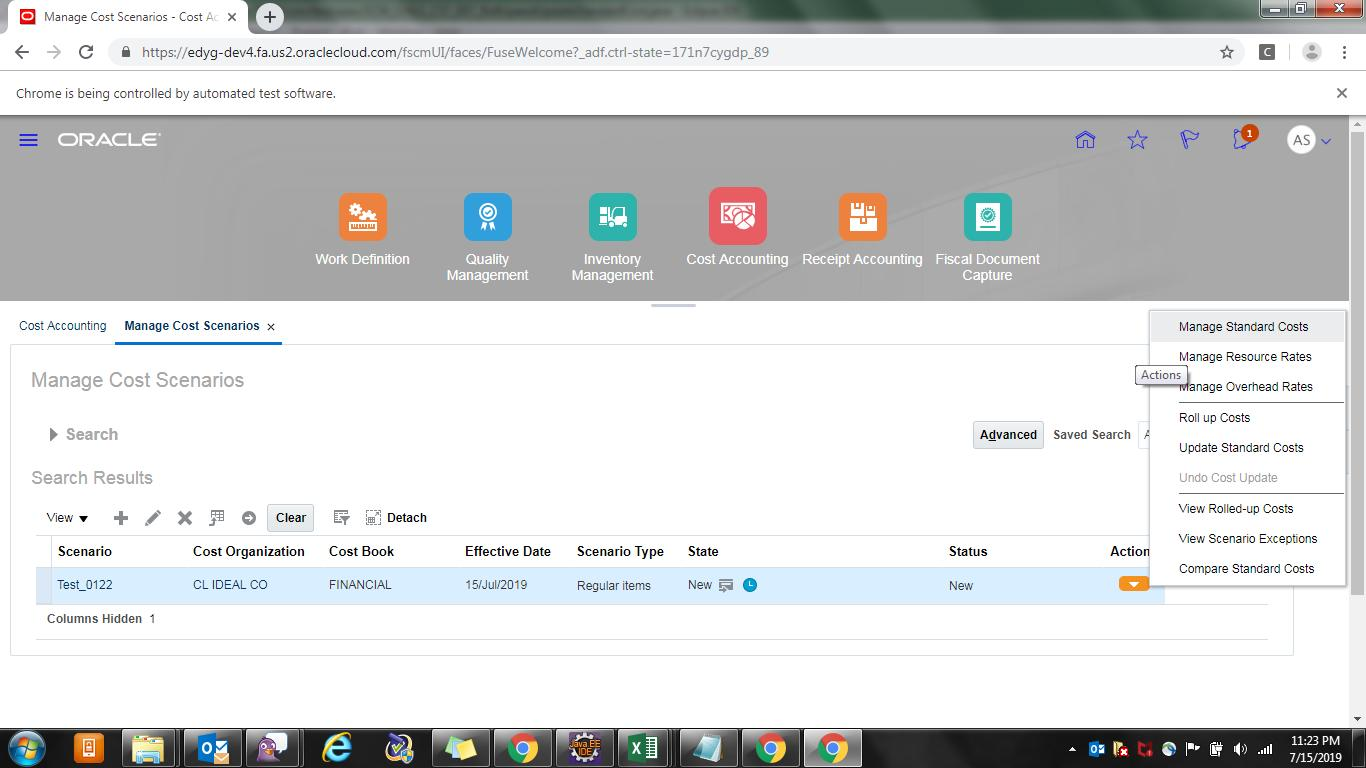 Manage Cost Scenarios - Cost Ac
https://edyg-dev4.fa.us2.oraclecloud.com/fscmUI/faces/FuseWelcome?_adf.ctrl-state=171n7cygdp_89
C
Chrome is being controlled by automated test software.
ORACLE
1
AS
Work Definition
Quality
Management
Inventory
Management
Cost Accounting
Receipt Accounting
Fiscal Document
Capture
Cost Accounting
Manage Cost Scenarios
Manage Standard Costs
Manage Resource Rates
Actions
Manage Overhead Rates
Roll up Costs
Update Standard Costs
Undo Cost Update
View Rolled-up Costs
View Scenario Exceptions
Compare Standard Costs
Manage Cost Scenarios
Search
Advanced Saved Search
Search Results
View Clear Detach
Scenario Cost Organization Cost Book Effective Date Scenario Type State Status Action
Test_0122 CL IDEAL CO FINANCIAL 15/Jul/2019 Regular items New New
Columns Hidden 1
Java EE
IDE
11:23 PM
7/15/2019